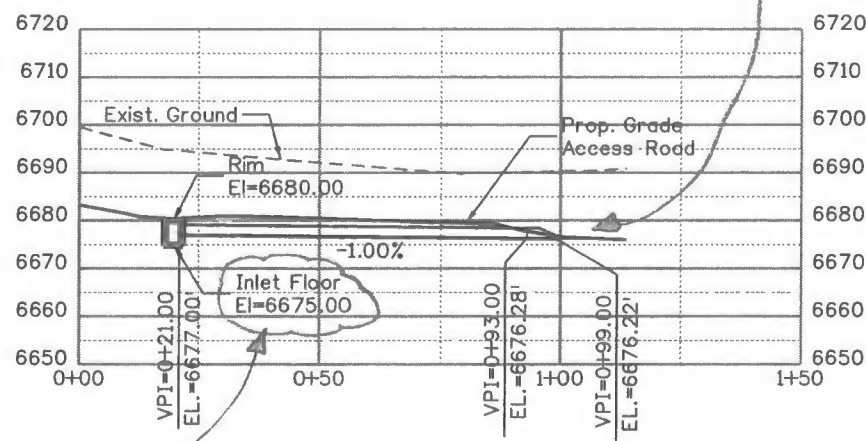 6720 6720
6710 6710
6700 6700
Exist. Ground
Prop. Grade
Access Road
6690 6690
Rim
El=6680.00
6680 6680
-1.00%
6670 6670
Inlet Floor
El=6675.00
6660 6660
6650 6650
VPI=0+21.00
EL.=6677.00'
VPI=0+93.00
EL.=6676.28'
VPI=0+99.00
EL.=6676.22'
0+00 0+50 1+00 1+50